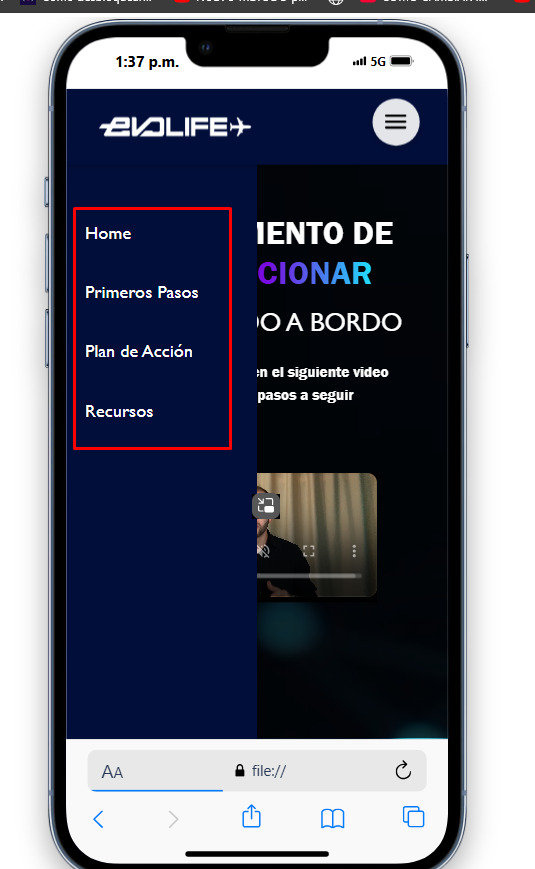 1:37 p.m.
5G
EVOLIFE
Home
Primeros Pasos
Plan de Acción
Recursos
IENTO DE
CIONAR
DO A BORDO
en el siguiente video
pasos a seguir
AA
file://